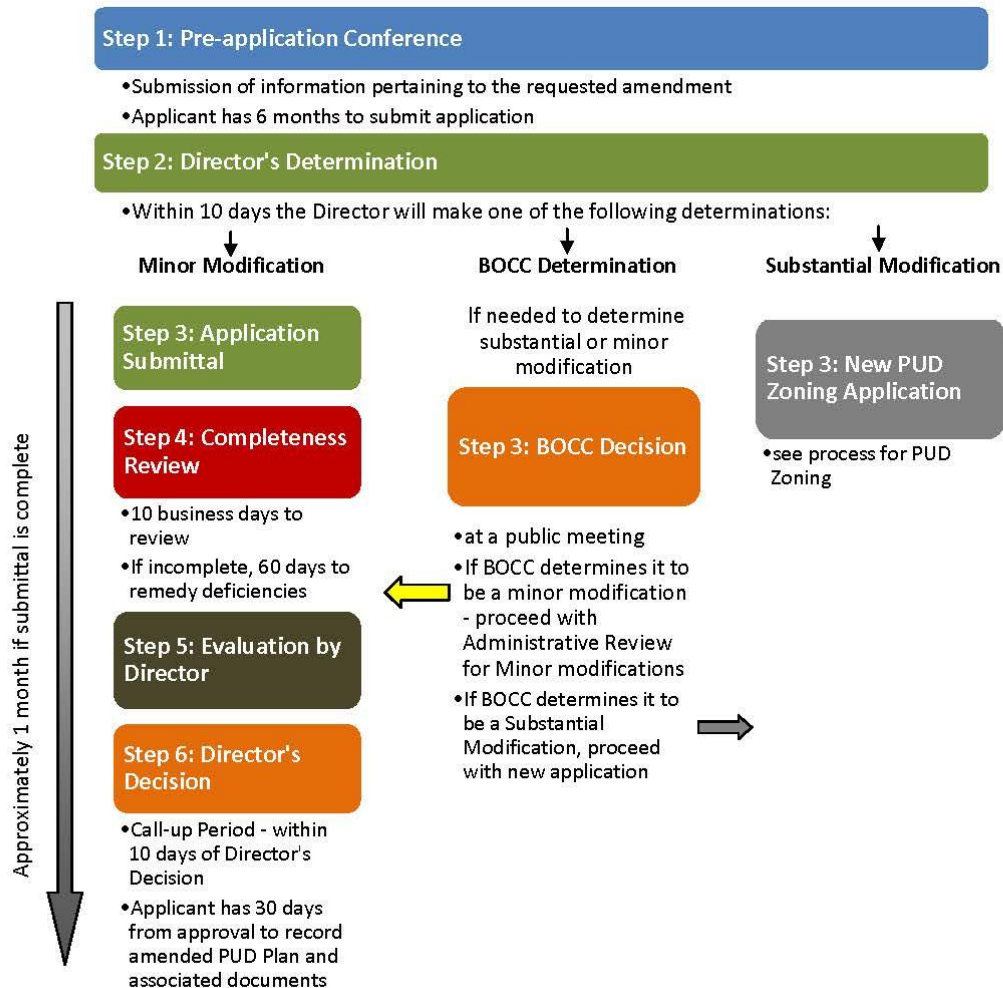 Step 1: Pre-application Conference
•Submission of information pertaining to the requested amendment
•Applicant has 6 months to submit application
Step 2: Director's Determination
•Within 10 days the Director will make one of the following determinations:
Minor Modification
Step 3: Application
Submittal
Step 4: Completeness
Review
•10 business days to
review
•If incomplete, 60 days to
remedy deficiencies
Step 5: Evaluation by
Director
Step 6: Director's
Decision
•Call-up Period - within
10 days of Director's
Decision
•Applicant has 30 days
from approval to record
amended PUD Plan and
associated documents
Approximately 1 month if submittal is complete
BOCC Determination
If needed to determine
substantial or minor
modification
Step 3: BOCC Decision
•at a public meeting
•If BOCC determines it to
be a minor modification
- proceed with
Administrative Review
for Minor modifications
•If BOCC determines it to
be a Substantial
Modification, proceed
with new application
Substantial Modification
Step 3: New PUD
Zoning Application
•see process for PUD
Zoning